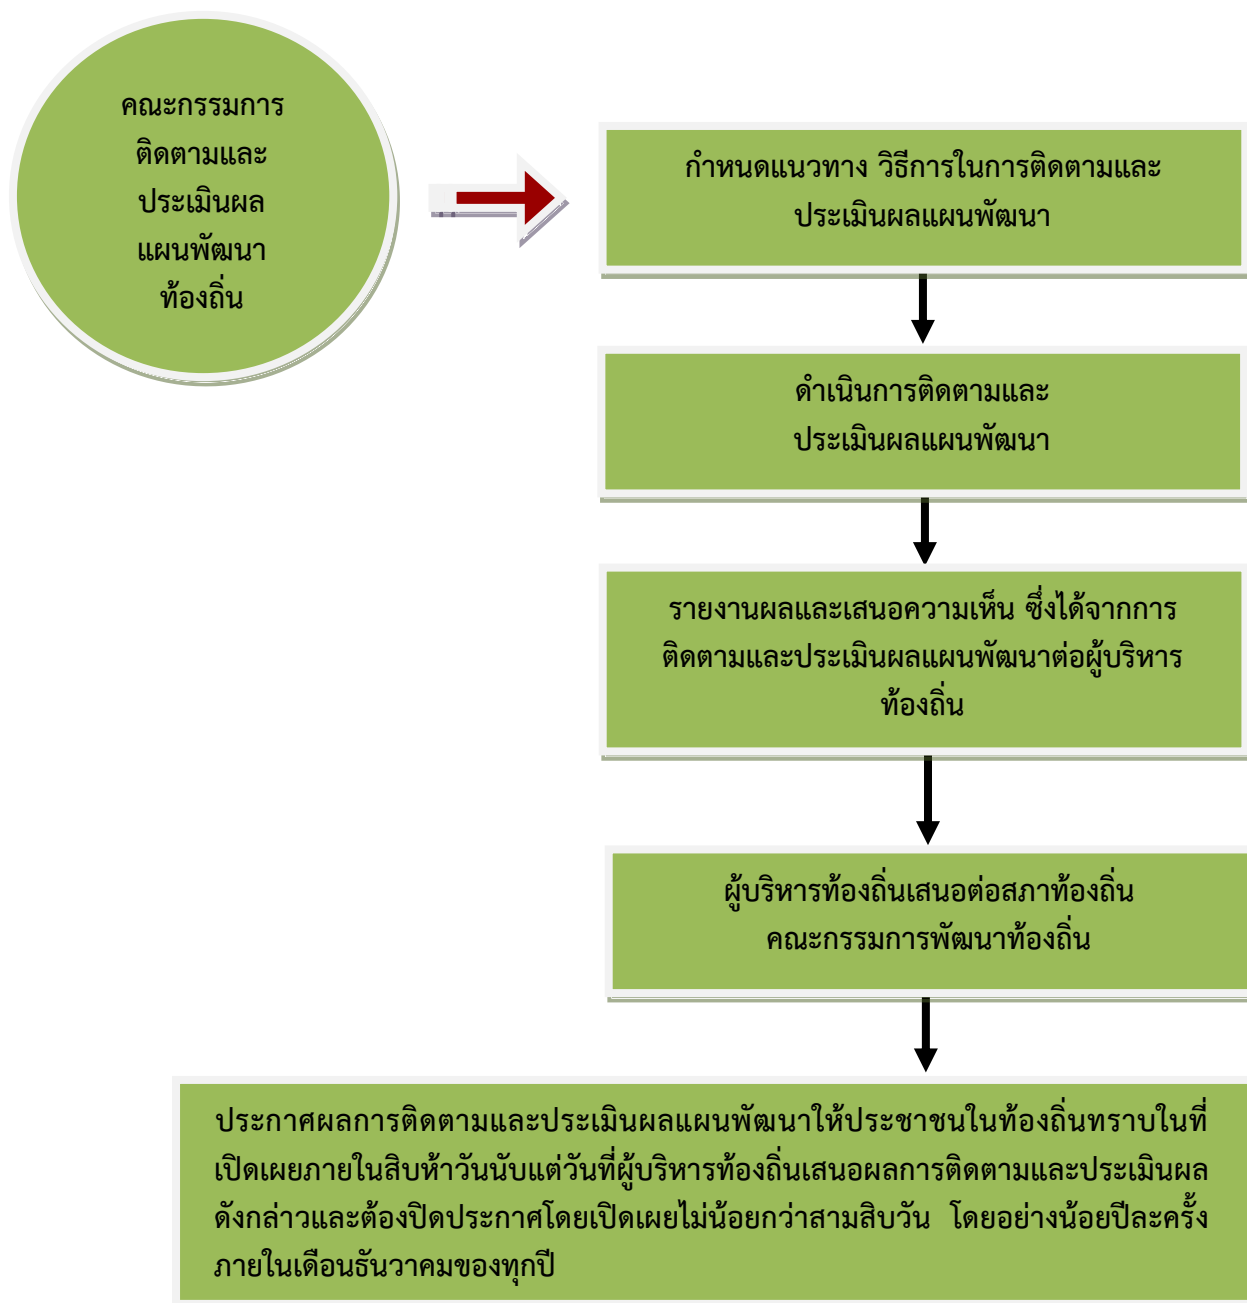 คณะกรรมการ
ติดตามและ
ประเมินผล
แผนพัฒนา
ท้องถิ่น
กำหนดแนวทาง วิธีการในการติดตามและ
ประเมินผลแผนพัฒนา
ดำเนินการติดตามและ
ประเมินผลแผนพัฒนา
รายงานผลและเสนอความเห็น ซึ่งได้จากการ
ติดตามและประเมินผลแผนพัฒนาต่อผู้บริหาร
ท้องถิ่น
ผู้บริหารท้องถิ่นเสนอต่อสภาท้องถิ่น
คณะกรรมการพัฒนาท้องถิ่น
ประกาศผลการติดตามและประเมินผลแผนพัฒนาให้ประชาชนในท้องถิ่นทราบในที่
เปิดเผยภายในสิบห้าวันนับแต่วันที่ผู้บริหารท้องถิ่นเสนอผลการติดตามและประเมินผล
ดังกล่าวและต้องปิดประกาศโดยเปิดเผยไม่น้อยกว่าสามสิบวัน โดยอย่างน้อยปีละครั้ง
ภายในเดือนธันวาคมของทุกปี